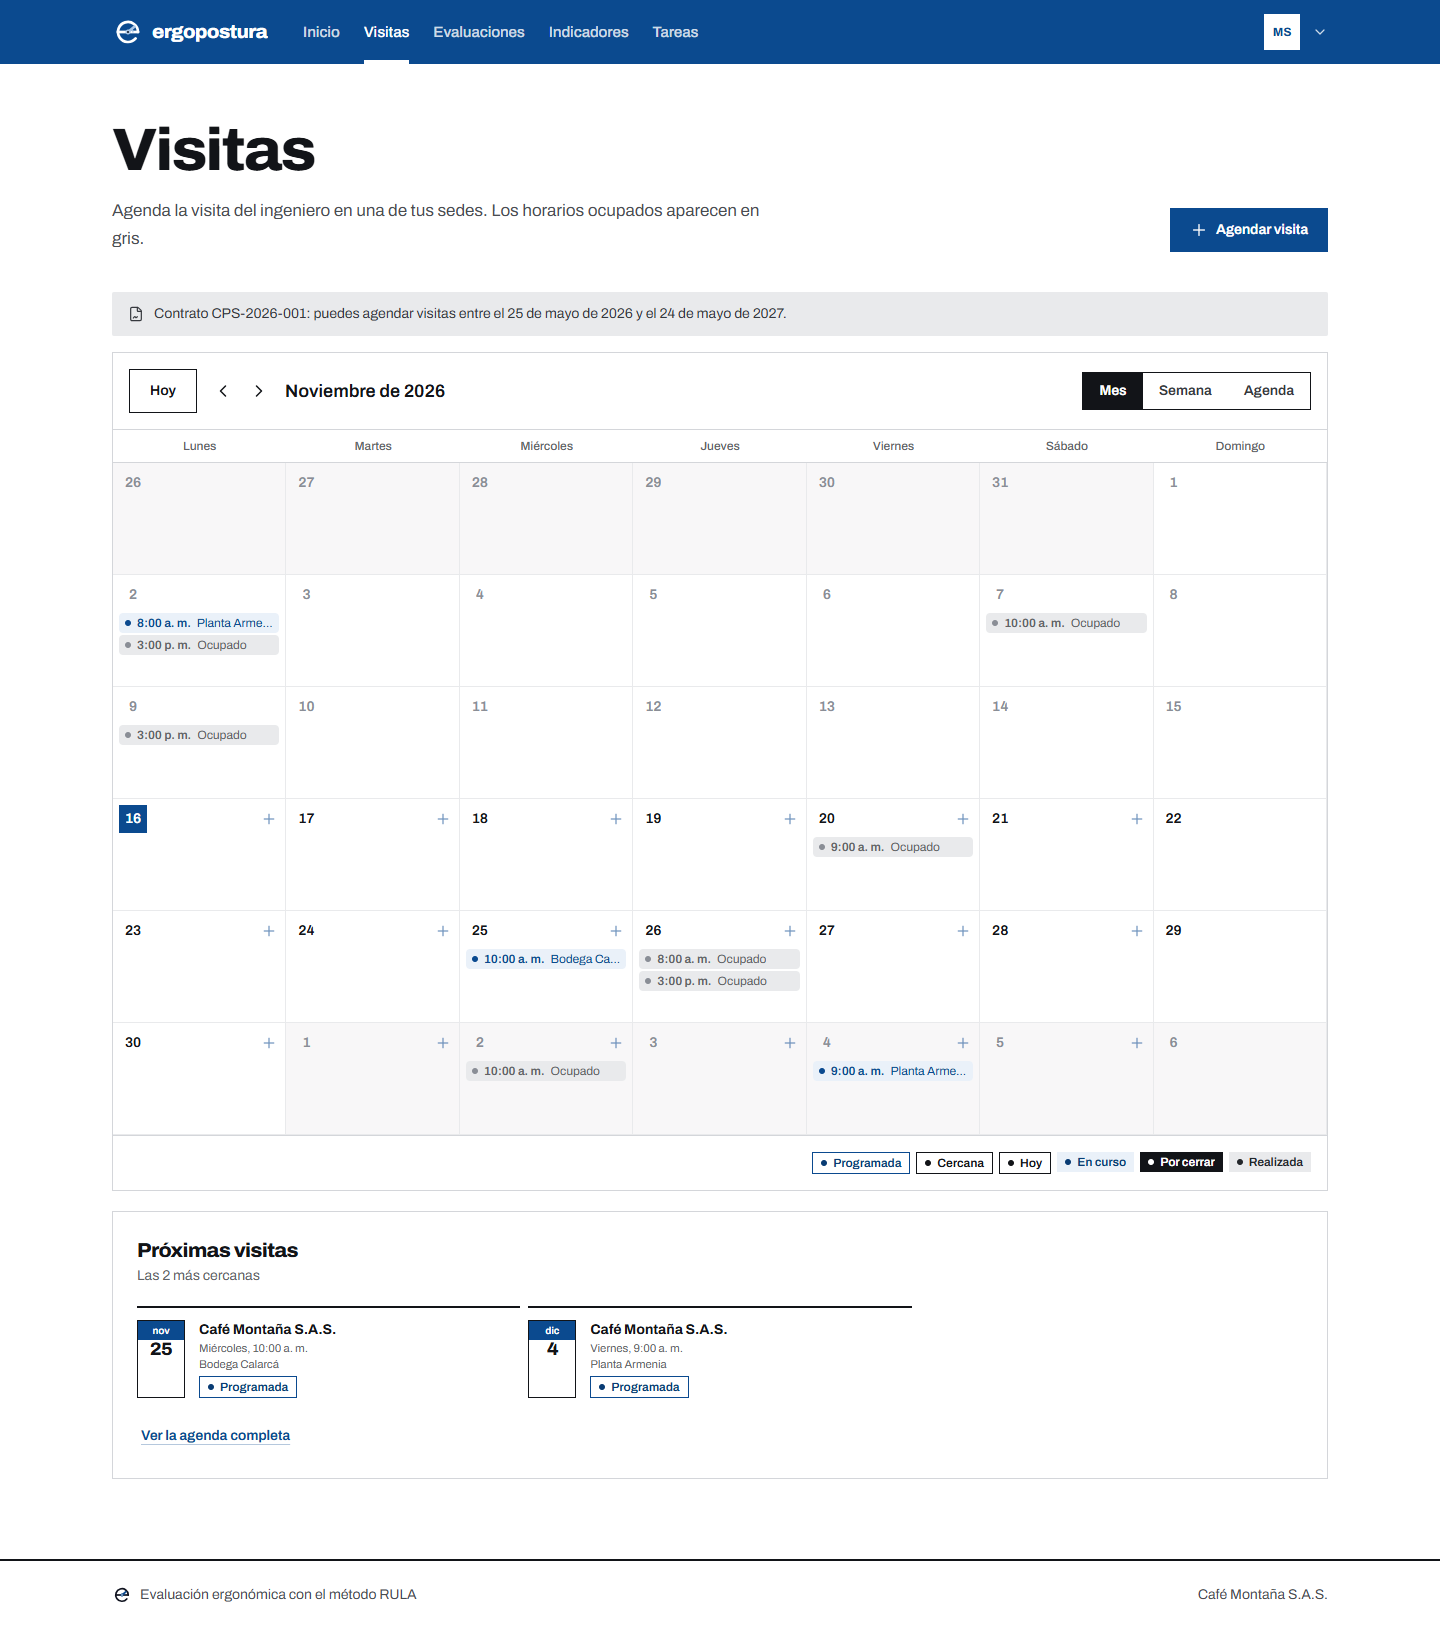 ergopostura Inicio Visitas Evaluaciones Indicadores Tareas MS
Visitas
Agenda la visita del ingeniero en una de tus sedes. Los horarios ocupados aparecen en
gris.
Agendar visita
Contrato CPS-2026-001: puedes agendar visitas entre el 25 de mayo de 2026 y el 24 de mayo de 2027.
Hoy Noviembre de 2026 Mes Semana Agenda
Lunes Martes Miércoles Jueves Viernes Sábado Domingo
26 27 28 29 30 31 1
2 3 4 5 6 7 8
8:00 a. m. Planta Arme... 10:00 a. m. Ocupado
3:00 p. m. Ocupado
9 10 11 12 13 14 15
3:00 p. m. Ocupado
16 17 18 19 20 21 22
9:00 a. m. Ocupado
23 24 25 26 27 28 29
10:00 a. m. Bodega Ca... 8:00 a. m. Ocupado
3:00 p. m. Ocupado
30 1 2 3 4 5 6
10:00 a. m. Ocupado 9:00 a. m. Planta Arme...
Programada Cercana Hoy En curso Por cerrar Realizada
Próximas visitas
Las 2 más cercanas
nov
25
Café Montaña S.A.S.
Miércoles, 10:00 a. m.
Bodega Calarcá
Programada
dic
4
Café Montaña S.A.S.
Viernes, 9:00 a. m.
Planta Armenia
Programada
Ver la agenda completa
Evaluación ergonómica con el método RULA Café Montaña S.A.S.